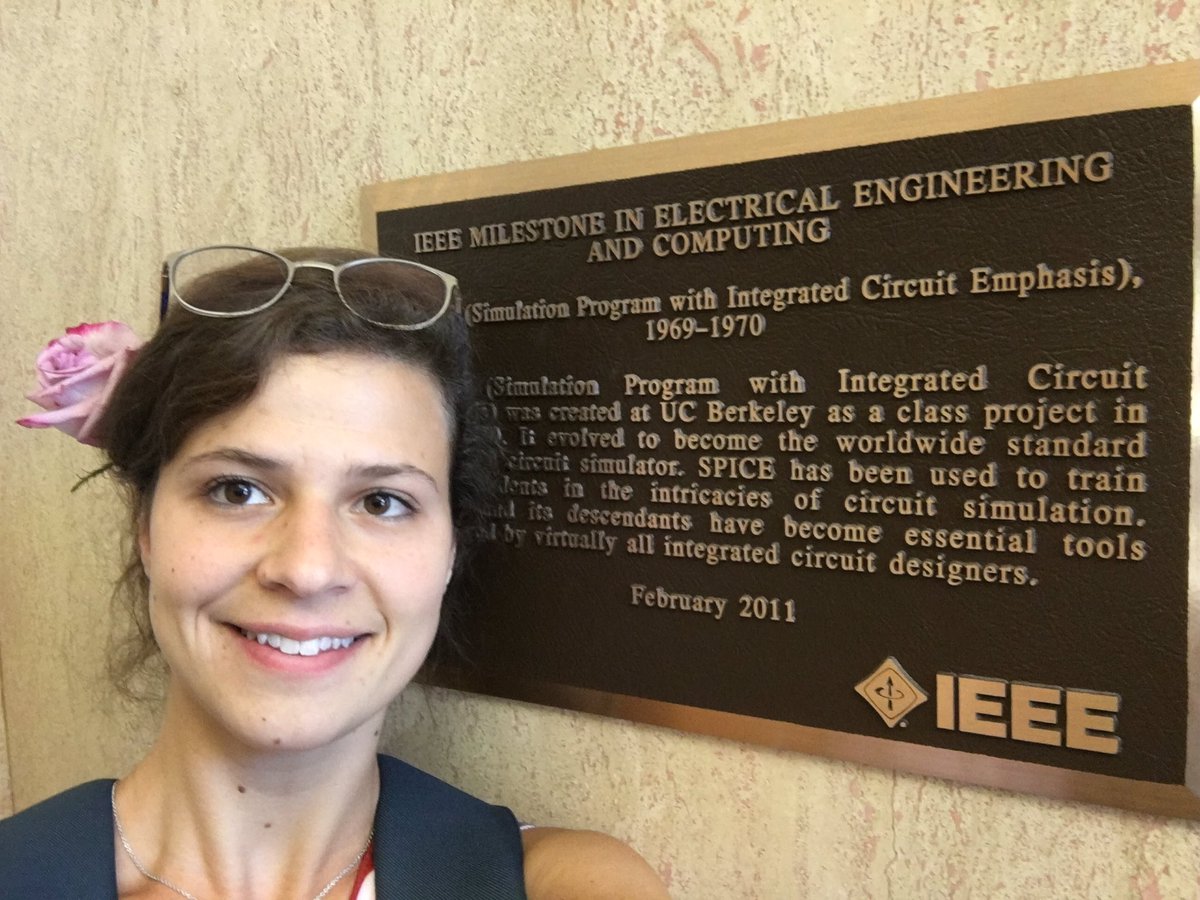 IEEE MILESTONE IN ELECTRICAL ENGINEERING
AND COMPUTING
(Simulation Program with Integrated Circuit Emphasis),
1969–1970
(Simulation Program with Integrated Circuit
was created at UC Berkeley as a class project in
It evolved to become the worldwide standard
circuit simulator. SPICE has been used to train
in the intricacies of circuit simulation.
its descendants have become essential tools
by virtually all integrated circuit designers.
February 2011
IEEE